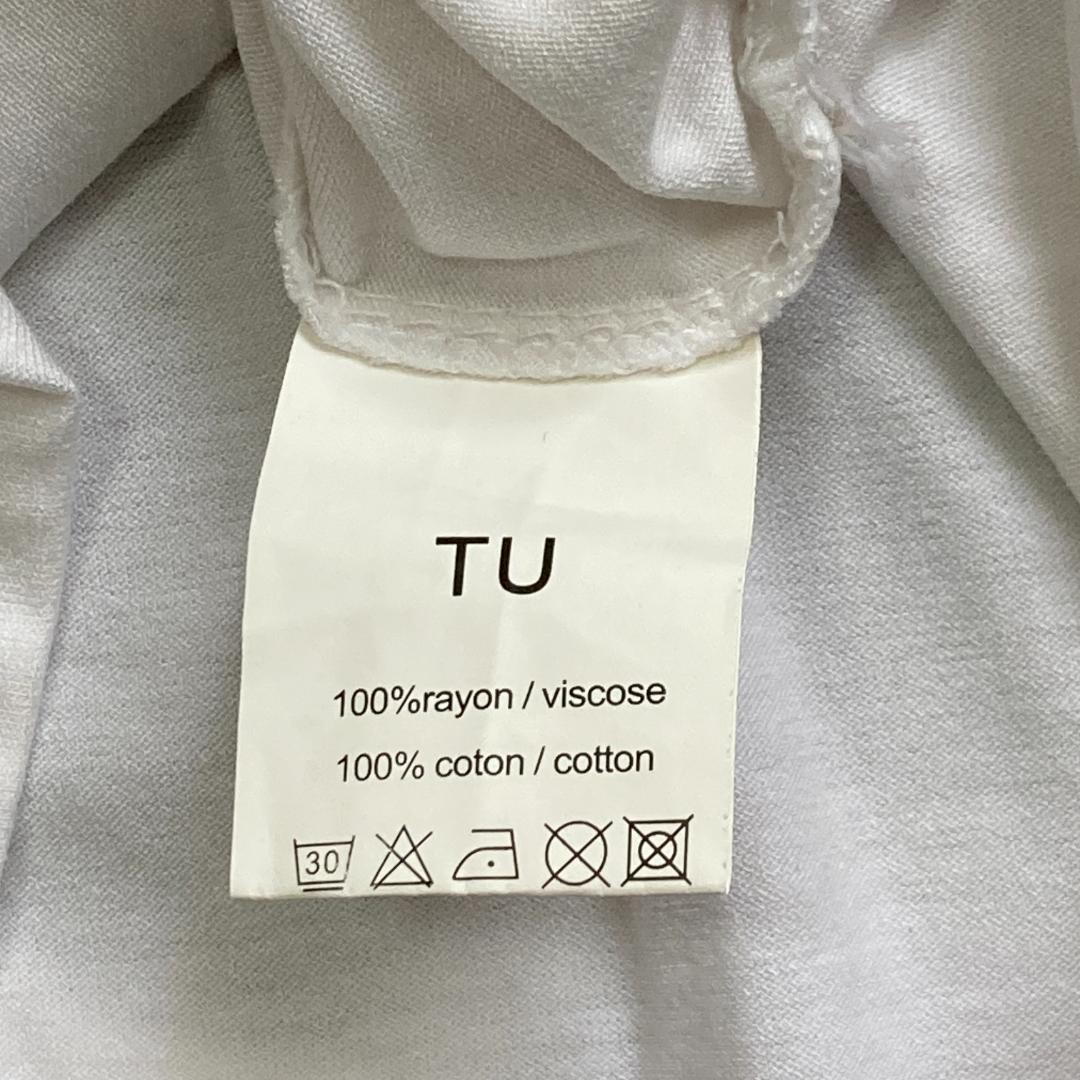 TU
100%rayon / viscose
100% coton / cotton
30